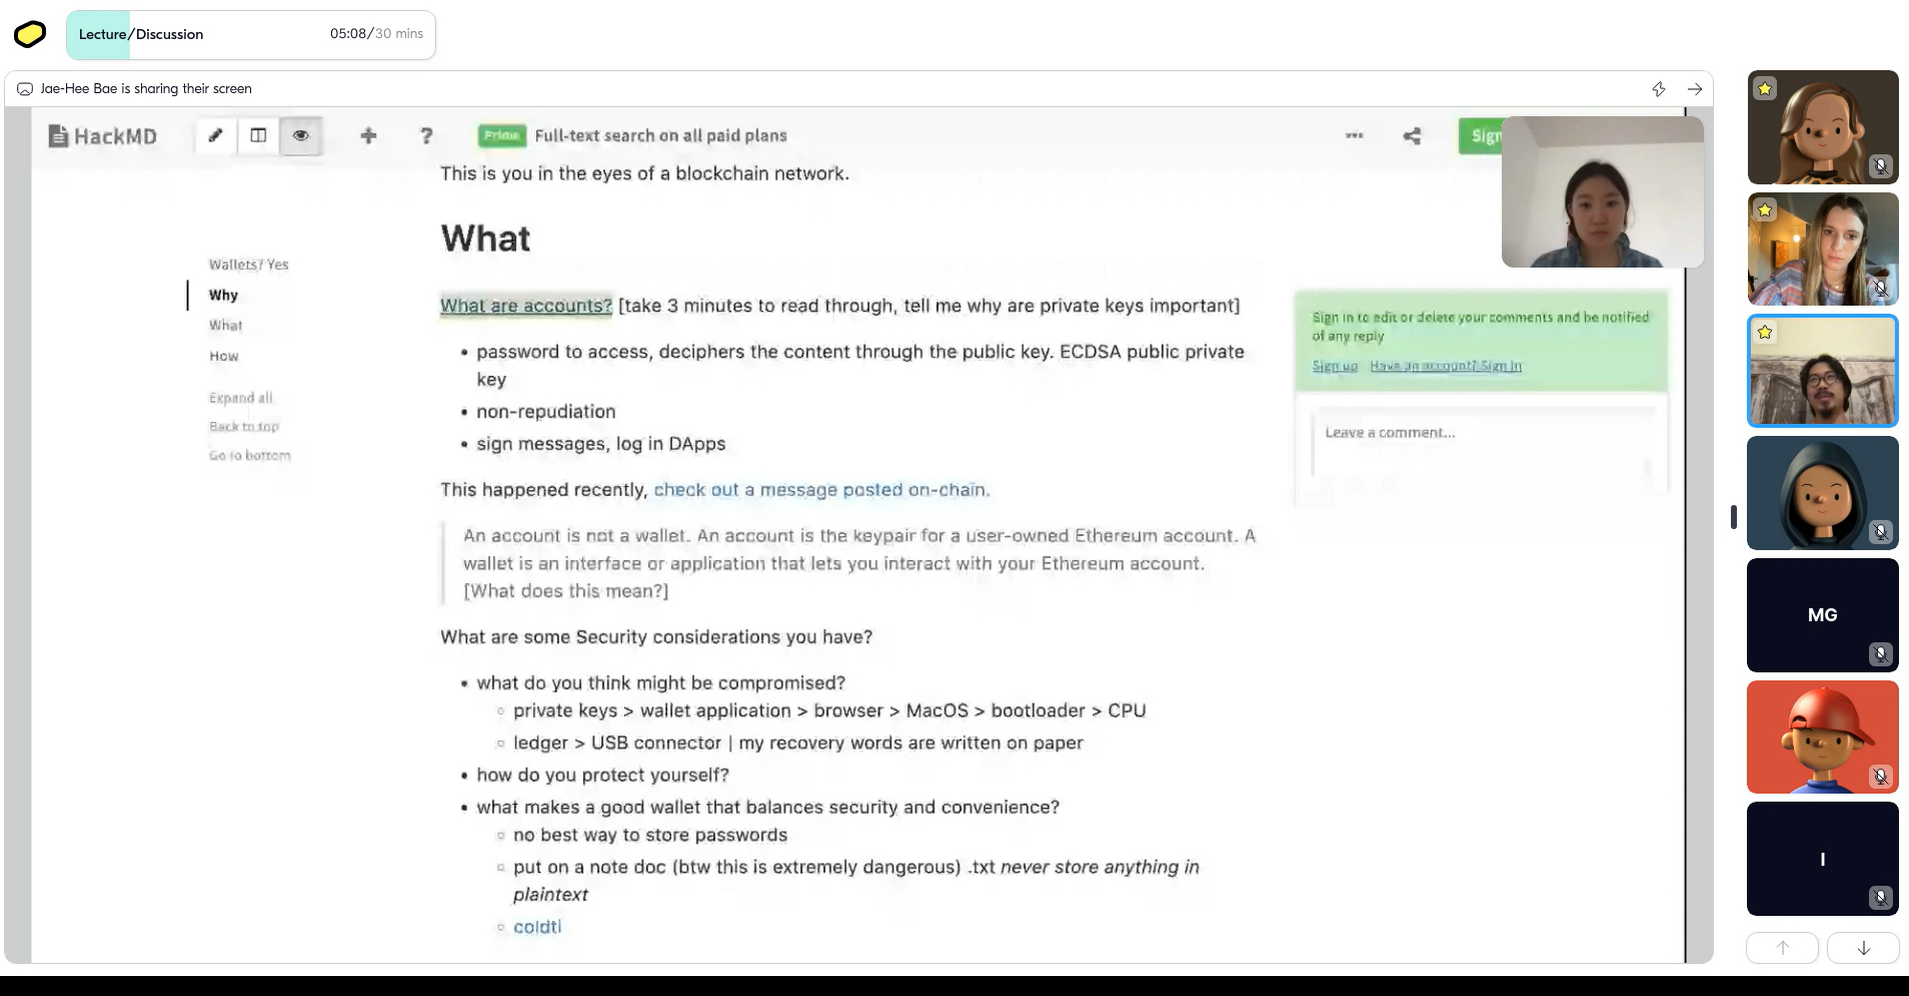 Lecture/Discussion 05:08/30 mins
Jae-Hee Bae is sharing their screen
HackMD ? Prime Full-text search on all paid plans ••• Sign
This is you in the eyes of a blockchain network.
What
Wallets? Yes
Why
What
How
Expand all
Back to top
Go to bottom
What are accounts? [take 3 minutes to read through, tell me why are private keys important]
• password to access, deciphers the content through the public key. ECDSA public private
key
• non-repudiation
• sign messages, log in DApps
This happened recently, check out a message posted on-chain.
An account is not a wallet. An account is the keypair for a user-owned Ethereum account. A
wallet is an interface or application that lets you interact with your Ethereum account.
[What does this mean?]
What are some Security considerations you have?
• what do you think might be compromised?
○ private keys > wallet application > browser > MacOS > bootloader > CPU
○ ledger > USB connector | my recovery words are written on paper
• how do you protect yourself?
• what makes a good wallet that balances security and convenience?
○ no best way to store passwords
○ put on a note doc (btw this is extremely dangerous) .txt never store anything in
plaintext
○ coldti
Sign in to edit or delete your comments and be notified
of any reply
Sign up Have an account? Sign in
Leave a comment...
MG
I